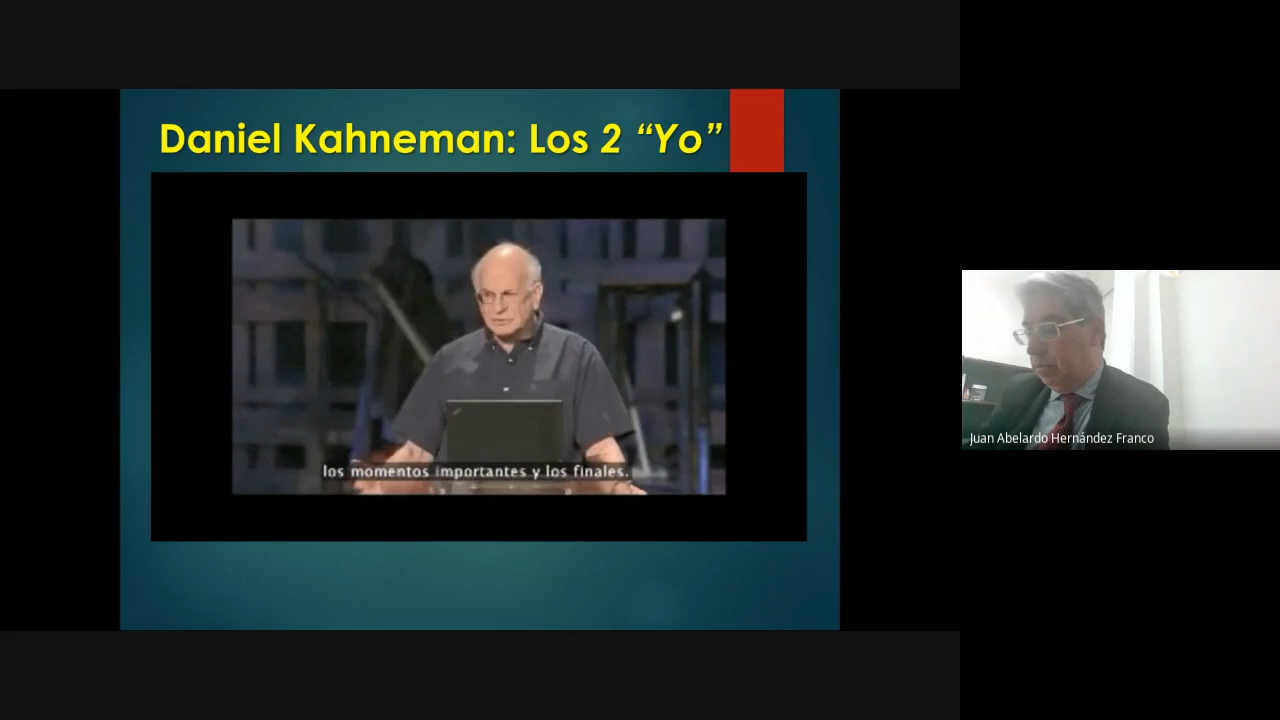 Daniel Kahneman: Los 2 “Yo”
los momentos importantes y los finales.
Juan Abelardo Hernández Franco